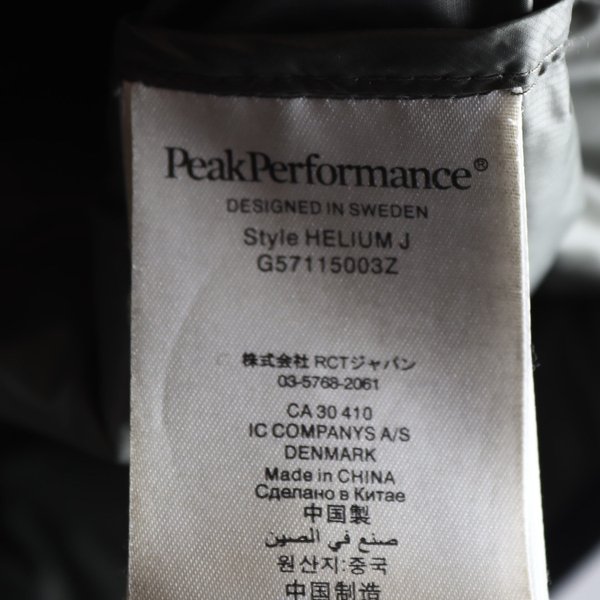 PeakPerformance®
DESIGNED IN SWEDEN
Style HELIUM J
G57115003Z
株式会社 RCTジャパン
03-5768-2061
CA 30 410
IC COMPANYS A/S
DENMARK
Made in CHINA
Сделано в Китае
中国製
صنع في الصين
원산지:중국
中国制造